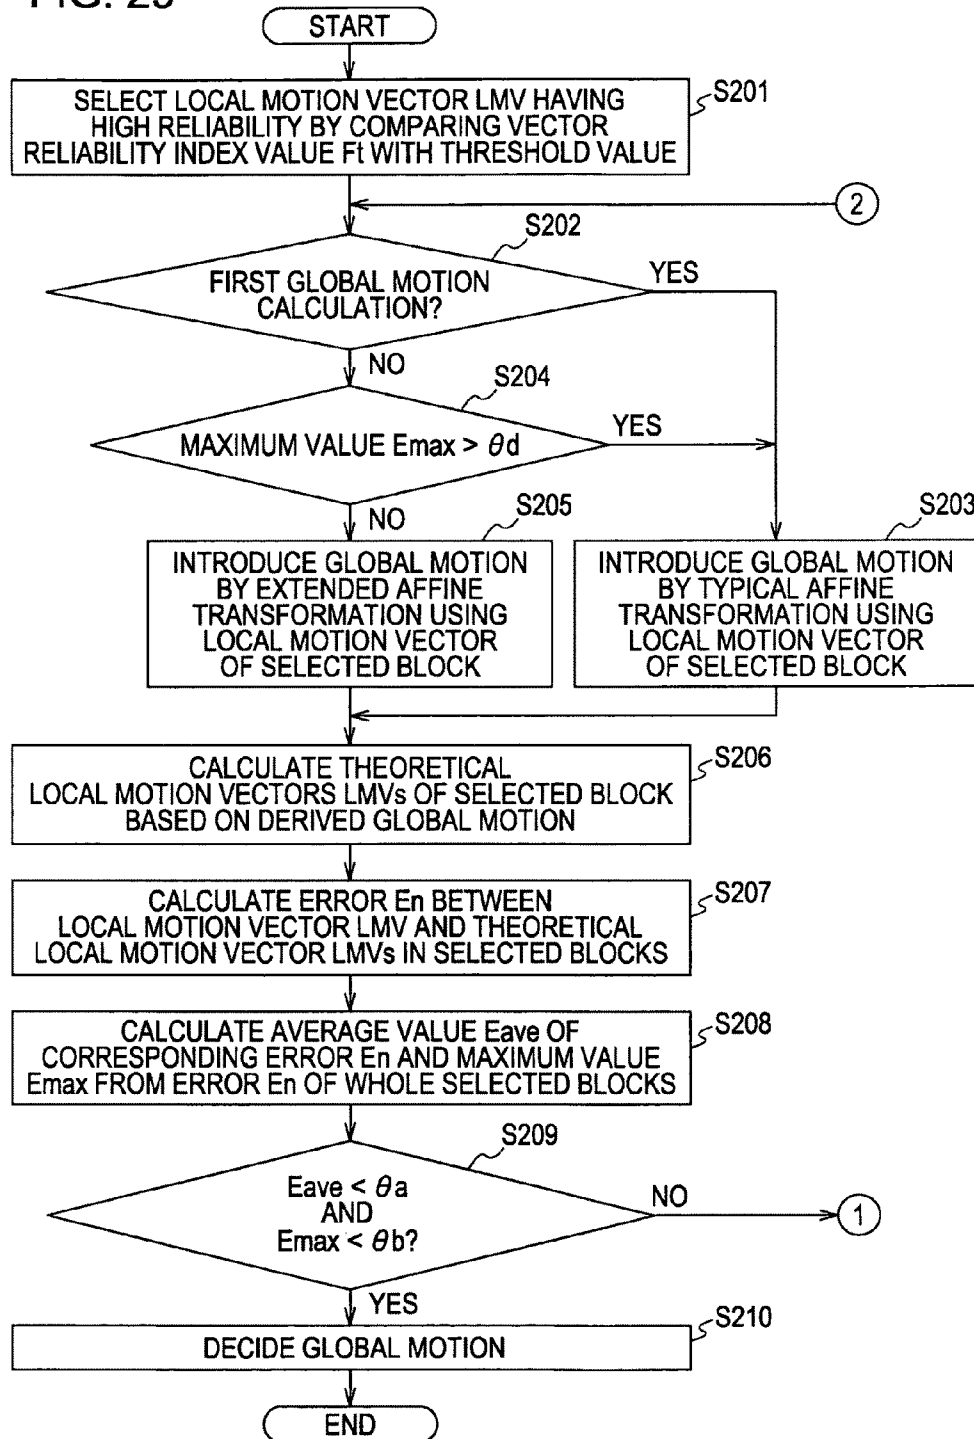 START
SELECT LOCAL MOTION VECTOR LMV HAVING
HIGH RELIABILITY BY COMPARING VECTOR
RELIABILITY INDEX VALUE Ft WITH THRESHOLD VALUE
S201
2
S202
FIRST GLOBAL MOTION
CALCULATION?
YES
NO
S204
MAXIMUM VALUE Emax > θd
YES
NO
S205
INTRODUCE GLOBAL MOTION
BY EXTENDED AFFINE
TRANSFORMATION USING
LOCAL MOTION VECTOR
OF SELECTED BLOCK
S203
INTRODUCE GLOBAL MOTION
BY TYPICAL AFFINE
TRANSFORMATION USING
LOCAL MOTION VECTOR
OF SELECTED BLOCK
S206
CALCULATE THEORETICAL
LOCAL MOTION VECTORS LMVs OF SELECTED BLOCK
BASED ON DERIVED GLOBAL MOTION
S207
CALCULATE ERROR En BETWEEN
LOCAL MOTION VECTOR LMV AND THEORETICAL
LOCAL MOTION VECTOR LMVs IN SELECTED BLOCKS
S208
CALCULATE AVERAGE VALUE Eave OF
CORRESPONDING ERROR En AND MAXIMUM VALUE
Emax FROM ERROR En OF WHOLE SELECTED BLOCKS
S209
Eave < θa
AND
Emax < θb?
NO
1
YES
S210
DECIDE GLOBAL MOTION
END